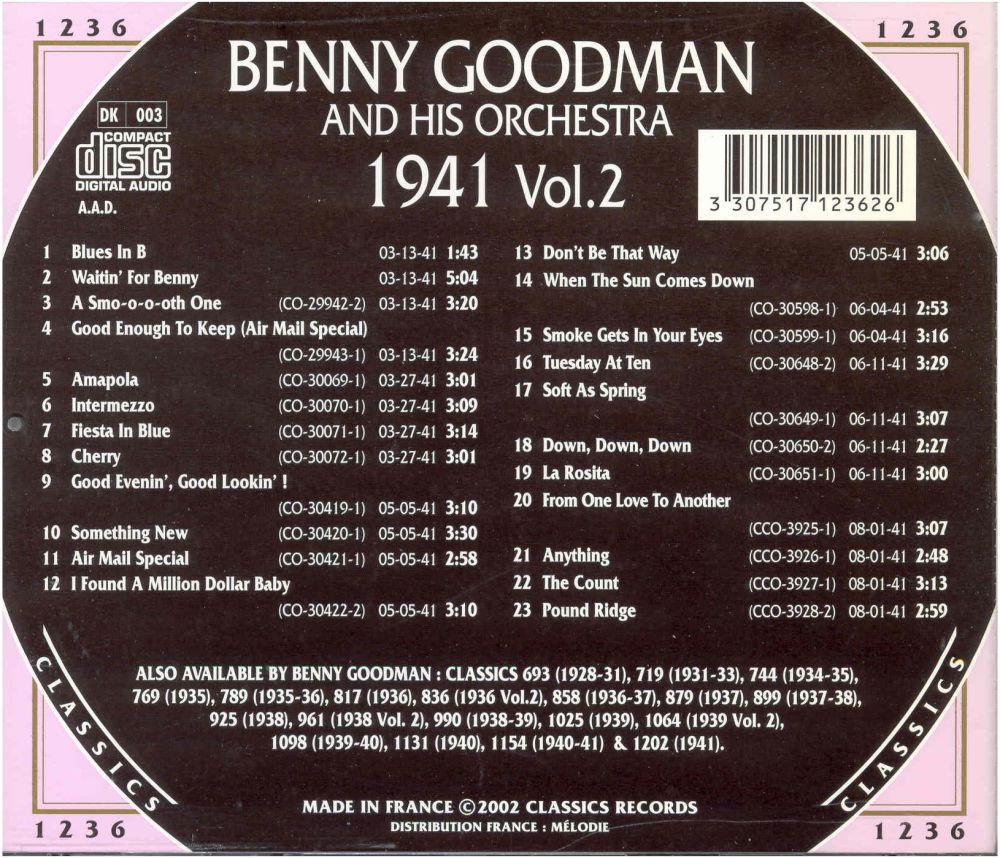 1 2 3 6
1 2 3 6
BENNY GOODMAN
AND HIS ORCHESTRA
1941 Vol.2
DK 003
COMPACT
disc
DIGITAL AUDIO
A.A.D.
3 307517 123626
1 Blues In B 03-13-41 1:43
2 Waitin' For Benny 03-13-41 5:04
3 A Smo-o-o-oth One (CO-29942-2) 03-13-41 3:20
4 Good Enough To Keep (Air Mail Special)
(CO-29943-1) 03-13-41 3:24
5 Amapola (CO-30069-1) 03-27-41 3:01
6 Intermezzo (CO-30070-1) 03-27-41 3:09
7 Fiesta In Blue (CO-30071-1) 03-27-41 3:14
8 Cherry (CO-30072-1) 03-27-41 3:01
9 Good Evenin', Good Lookin' !
(CO-30419-1) 05-05-41 3:10
10 Something New (CO-30420-1) 05-05-41 3:30
11 Air Mail Special (CO-30421-1) 05-05-41 2:58
12 I Found A Million Dollar Baby
(CO-30422-2) 05-05-41 3:10
13 Don't Be That Way 05-05-41 3:06
14 When The Sun Comes Down
(CO-30598-1) 06-04-41 2:53
15 Smoke Gets In Your Eyes (CO-30599-1) 06-04-41 3:16
16 Tuesday At Ten (CO-30648-2) 06-11-41 3:29
17 Soft As Spring
(CO-30649-1) 06-11-41 3:07
18 Down, Down, Down (CO-30650-2) 06-11-41 2:27
19 La Rosita (CO-30651-1) 06-11-41 3:00
20 From One Love To Another
(CCO-3925-1) 08-01-41 3:07
21 Anything (CCO-3926-1) 08-01-41 2:48
22 The Count (CCO-3927-1) 08-01-41 3:13
23 Pound Ridge (CCO-3928-2) 08-01-41 2:59
ALSO AVAILABLE BY BENNY GOODMAN : CLASSICS 693 (1928-31), 719 (1931-33), 744 (1934-35),
769 (1935), 789 (1935-36), 817 (1936), 836 (1936 Vol.2), 858 (1936-37), 879 (1937), 899 (1937-38),
925 (1938), 961 (1938 Vol. 2), 990 (1938-39), 1025 (1939), 1064 (1939 Vol. 2),
1098 (1939-40), 1131 (1940), 1154 (1940-41) & 1202 (1941).
CLASSICS
CLASSICS
MADE IN FRANCE ©2002 CLASSICS RECORDS
DISTRIBUTION FRANCE : MÉLODIE
1 2 3 6
1 2 3 6